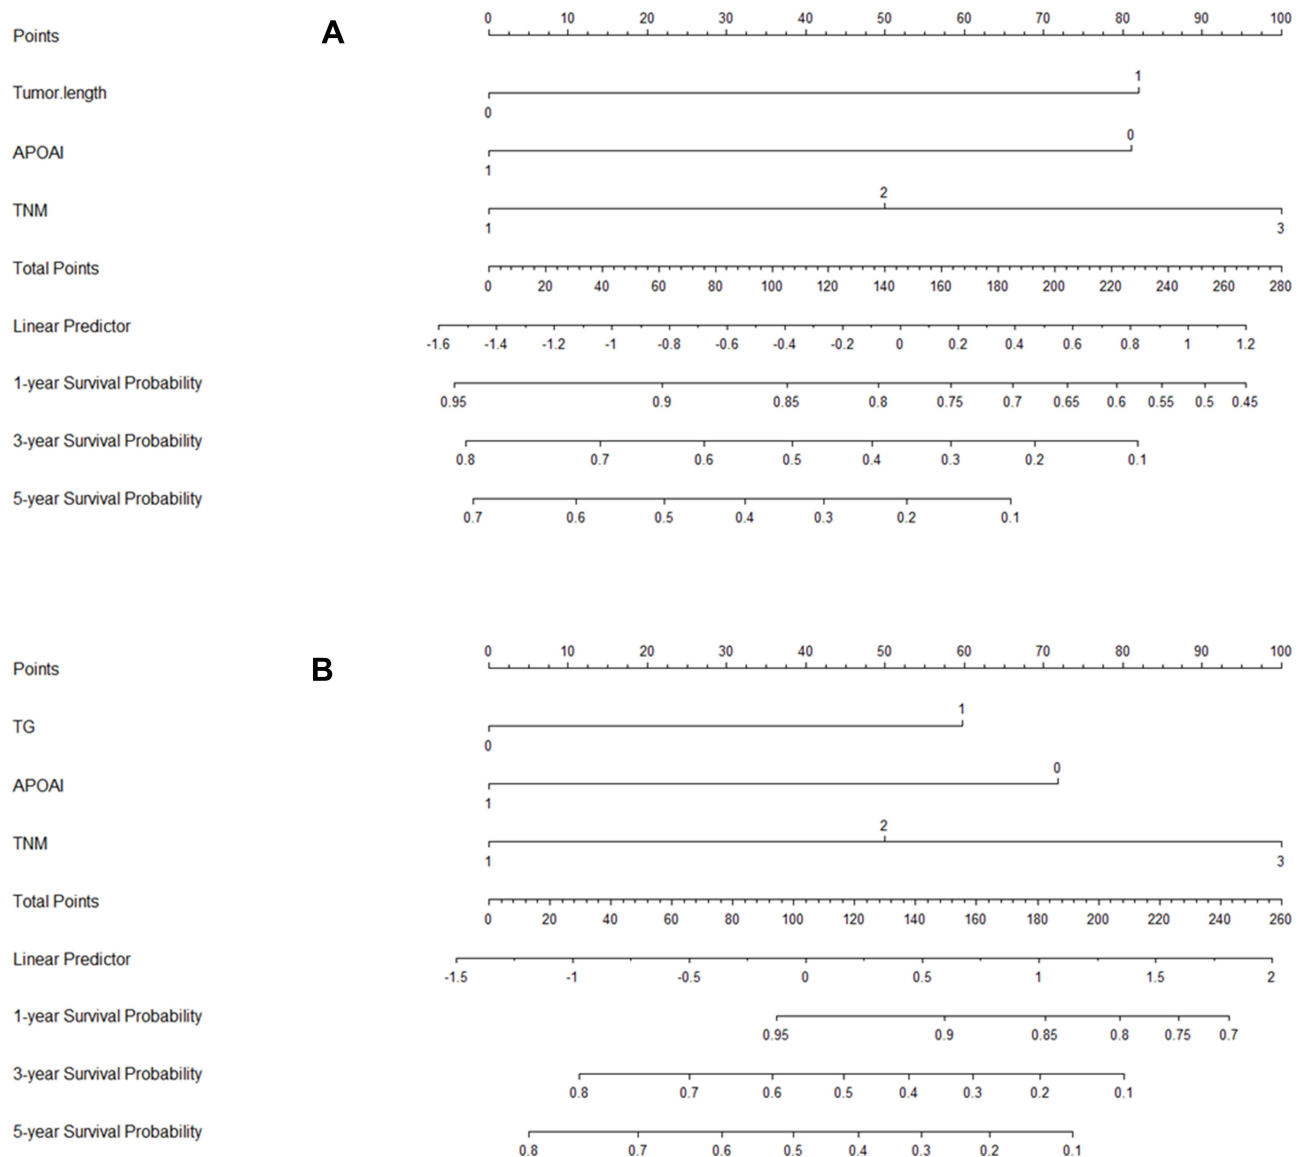 A
Points 0 10 20 30 40 50 60 70 80 90 100
Tumor.length 0 1
APOAI 1 0
TNM 1 2 3
Total Points 0 20 40 60 80 100 120 140 160 180 200 220 240 260 280
Linear Predictor -1.6 -1.4 -1.2 -1 -0.8 -0.6 -0.4 -0.2 0 0.2 0.4 0.6 0.8 1 1.2
1-year Survival Probability 0.95 0.9 0.85 0.8 0.75 0.7 0.65 0.6 0.55 0.5 0.45
3-year Survival Probability 0.8 0.7 0.6 0.5 0.4 0.3 0.2 0.1
5-year Survival Probability 0.7 0.6 0.5 0.4 0.3 0.2 0.1
B
Points 0 10 20 30 40 50 60 70 80 90 100
TG 0 1
APOAI 1 0
TNM 1 2 3
Total Points 0 20 40 60 80 100 120 140 160 180 200 220 240 260
Linear Predictor -1.5 -1 -0.5 0 0.5 1 1.5 2
1-year Survival Probability 0.95 0.9 0.85 0.8 0.75 0.7
3-year Survival Probability 0.8 0.7 0.6 0.5 0.4 0.3 0.2 0.1
5-year Survival Probability 0.8 0.7 0.6 0.5 0.4 0.3 0.2 0.1